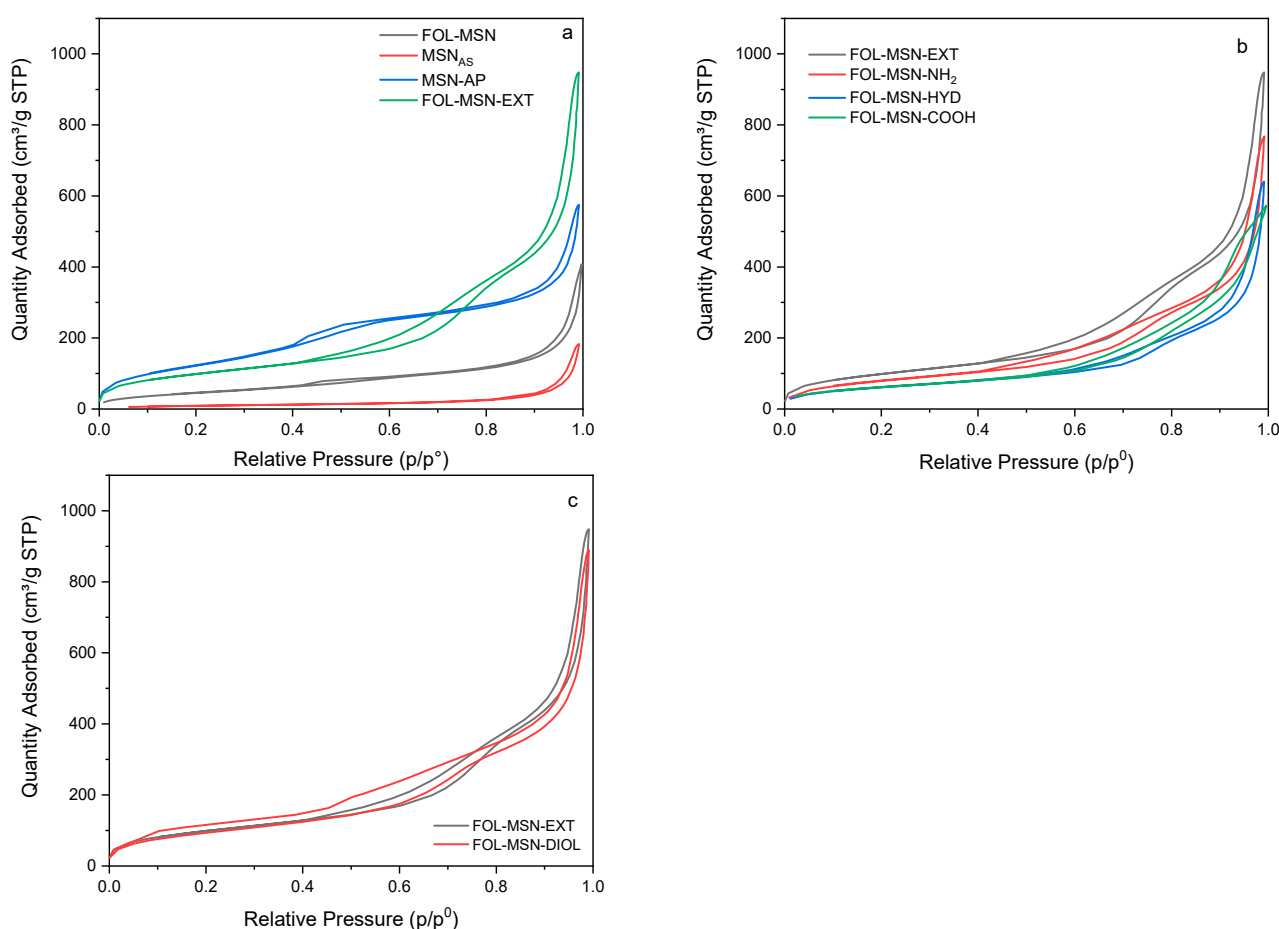 a
FOL-MSN
MSN_AS
MSN-AP
FOL-MSN-EXT
Quantity Adsorbed (cm³/g STP)
1000
800
600
400
200
0
0.0 0.2 0.4 0.6 0.8 1.0
Relative Pressure (p/p°)
b
FOL-MSN-EXT
FOL-MSN-NH₂
FOL-MSN-HYD
FOL-MSN-COOH
Quantity Adsorbed (cm³/g STP)
1000
800
600
400
200
0
0.0 0.2 0.4 0.6 0.8 1.0
Relative Pressure (p/p⁰)
c
Quantity Adsorbed (cm³/g STP)
1000
800
600
400
200
0
FOL-MSN-EXT
FOL-MSN-DIOL
0.0 0.2 0.4 0.6 0.8 1.0
Relative Pressure (p/p⁰)